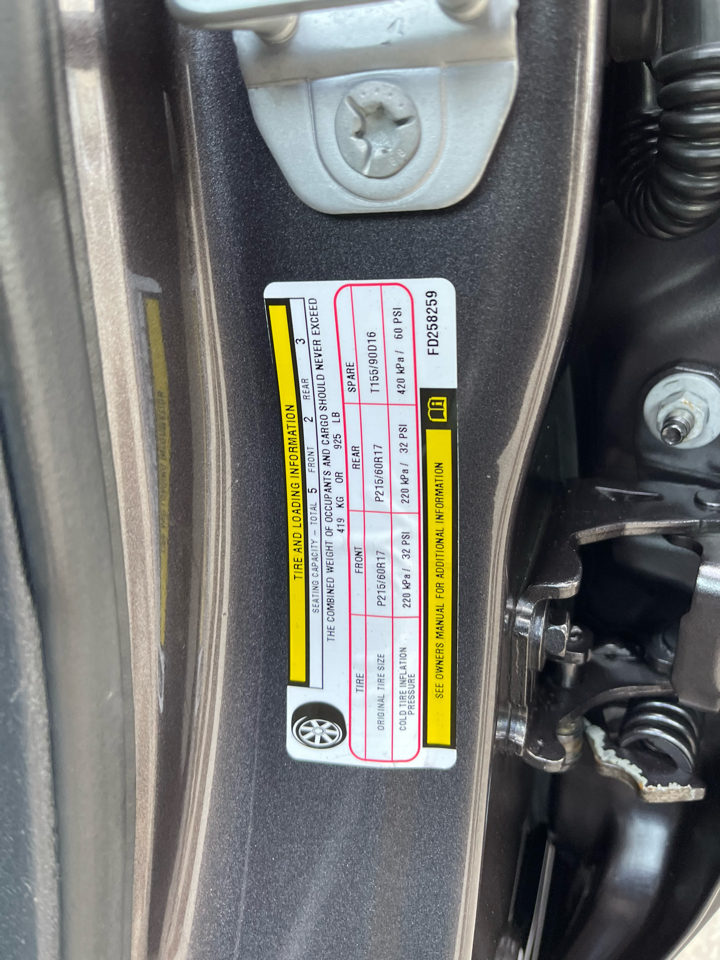 TIRE AND LOADING INFORMATION
SEATING CAPACITY – TOTAL 5 FRONT 2 REAR 3
THE COMBINED WEIGHT OF OCCUPANTS AND CARGO SHOULD NEVER EXCEED
419 KG OR 925 LB
TIRE FRONT REAR SPARE
ORIGINAL TIRE SIZE P215/60R17 P215/60R17 T155/90D16
COLD TIRE INFLATION PRESSURE 220 kPa / 32 PSI 220 kPa / 32 PSI 420 kPa / 60 PSI
SEE OWNERS MANUAL FOR ADDITIONAL INFORMATION
FD258259